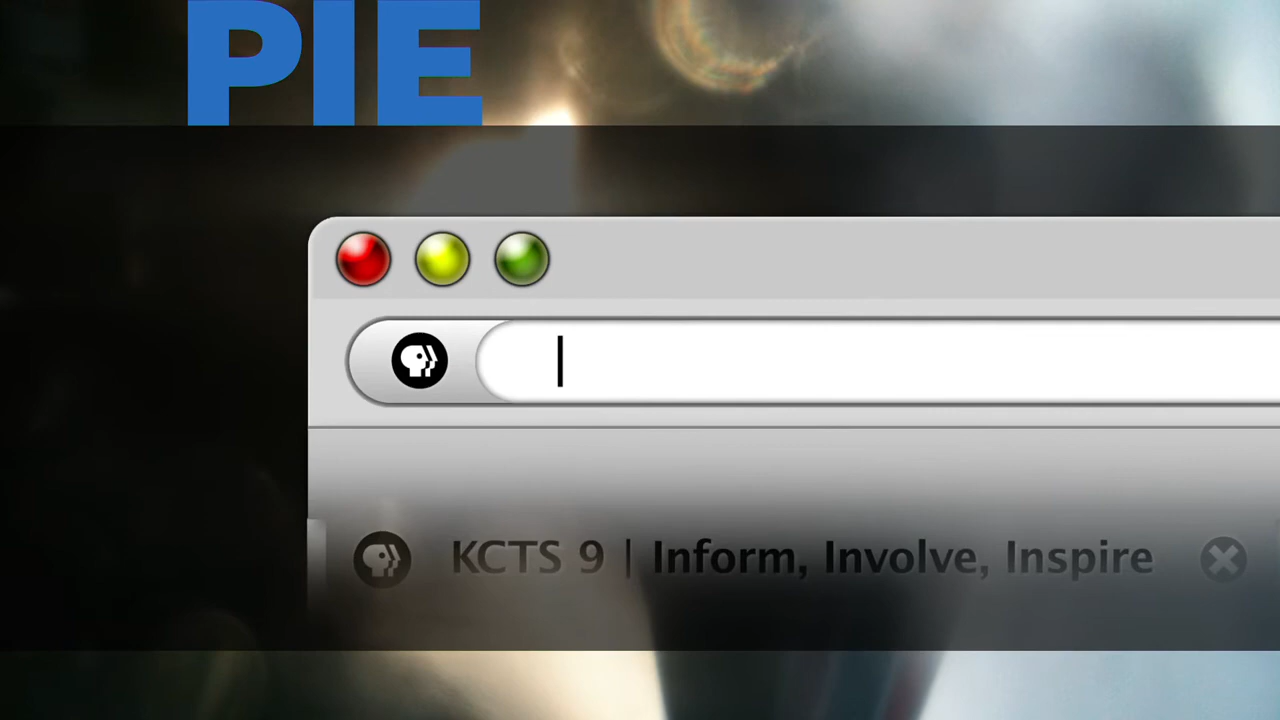 PIE
KCTS 9 | Inform, Involve, Inspire